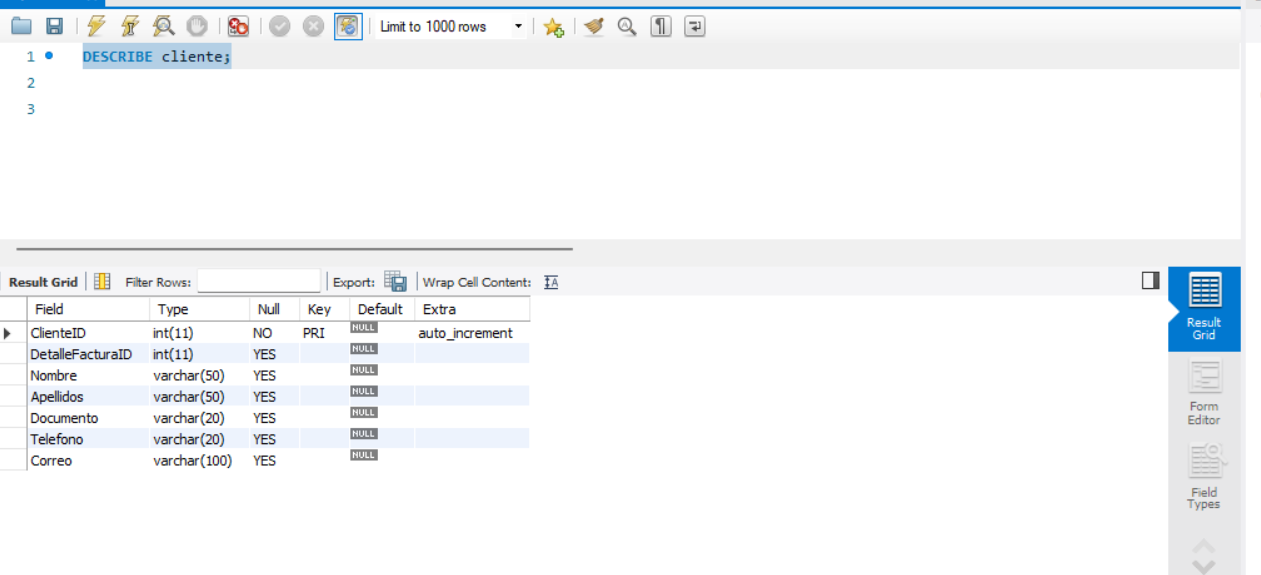 Limit to 1000 rows
1 DESCRIBE cliente;
2
3
Result Grid Filter Rows: Export: Wrap Cell Content:
Field Type Null Key Default Extra
ClienteID int(11) NO PRI NULL auto_increment
DetalleFacturaID int(11) YES NULL
Nombre varchar(50) YES NULL
Apellidos varchar(50) YES NULL
Documento varchar(20) YES NULL
Telefono varchar(20) YES NULL
Correo varchar(100) YES NULL
Result
Grid
Form
Editor
Field
Types